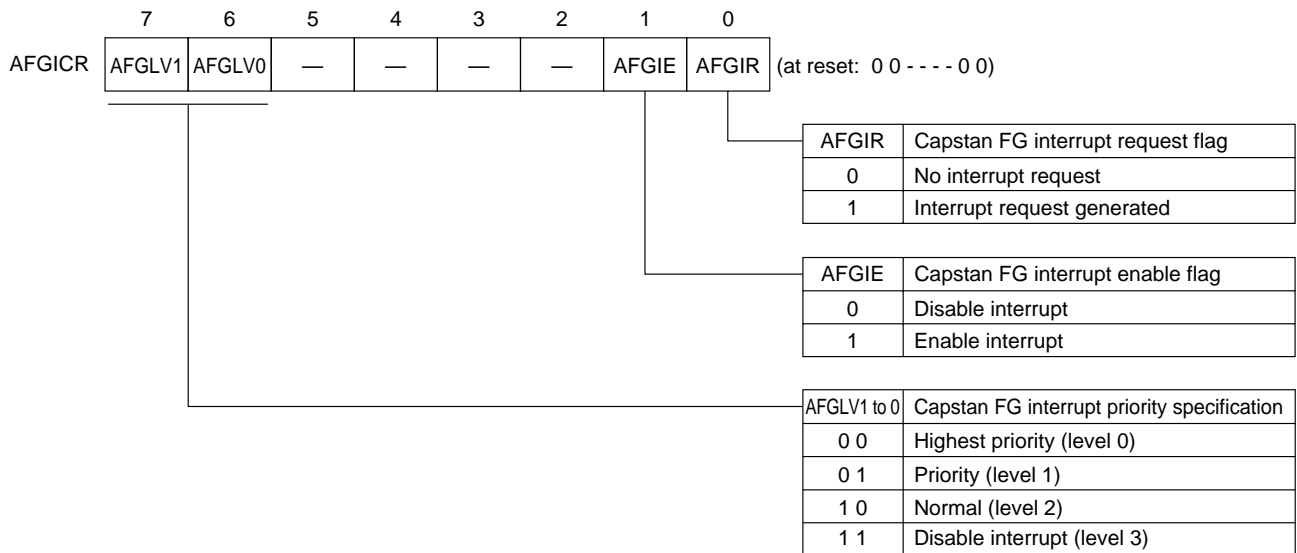 7 6 5 4 3 2 1 0
AFGICR AFGLV1 AFGLV0 — — — — AFGIE AFGIR (at reset: 0 0 - - - - 0 0)
AFGIR Capstan FG interrupt request flag
0 No interrupt request
1 Interrupt request generated
AFGIE Capstan FG interrupt enable flag
0 Disable interrupt
1 Enable interrupt
AFGLV1 to 0 Capstan FG interrupt priority specification
0 0 Highest priority (level 0)
0 1 Priority (level 1)
1 0 Normal (level 2)
1 1 Disable interrupt (level 3)